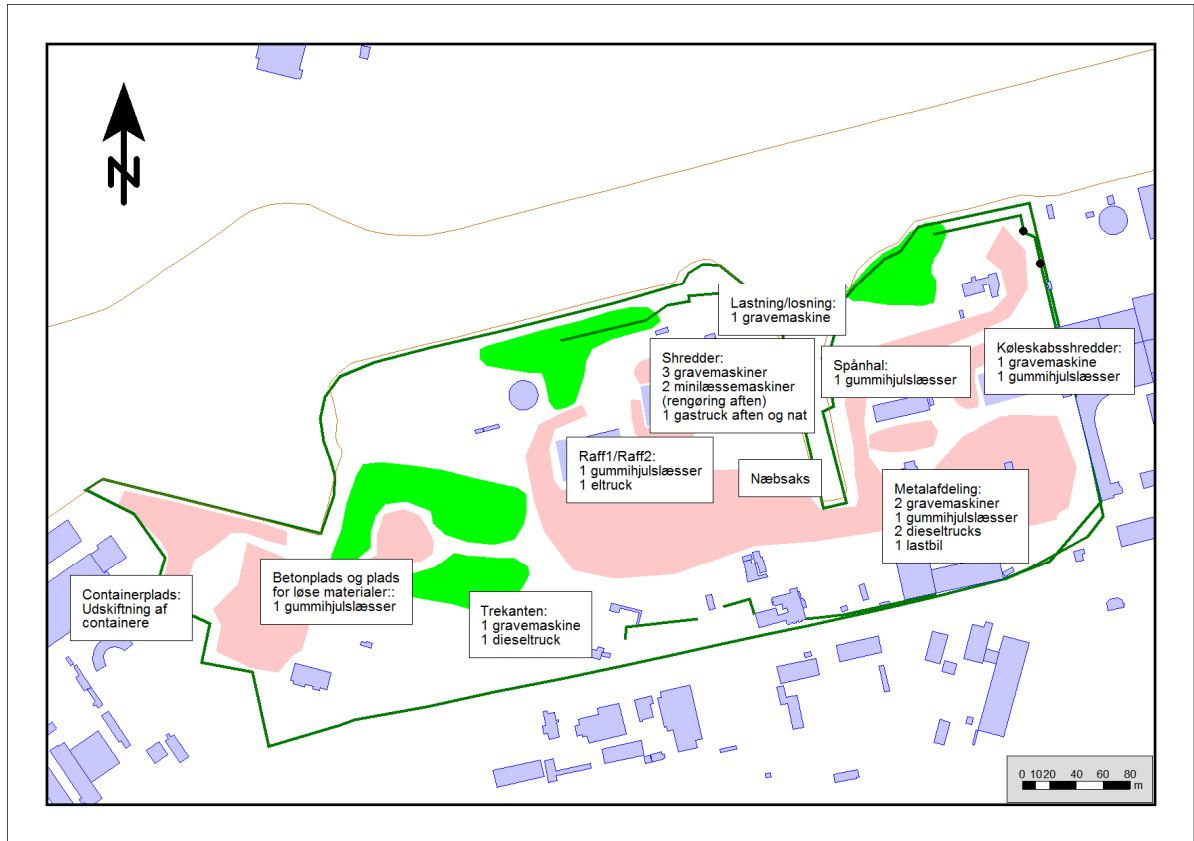 N
Lastning/losning:
1 gravemaskine
Shredder:
3 gravemaskiner
2 minilæssemaskiner
(rengøring aften)
1 gastruck aften og nat
Spånhal:
1 gummihjulslæsser
Køleskabsshredder:
1 gravemaskine
1 gummihjulslæsser
Raff1/Raff2:
1 gummihjulslæsser
1 eltruck
Næbsaks
Metalafdeling:
2 gravemaskiner
1 gummihjulslæsser
2 dieseltrucks
1 lastbil
Containerplads:
Udskiftning af
containere
Betonplads og plads
for løse materialer::
1 gummihjulslæsser
Trekanten:
1 gravemaskine
1 dieseltruck
0 10 20 40 60 80
m